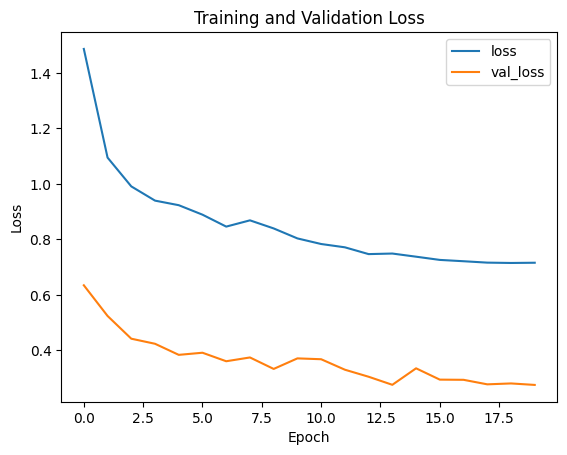 Training and Validation Loss
loss
val_loss
1.4
1.2
1.0
0.8
0.6
0.4
Loss
0.0 2.5 5.0 7.5 10.0 12.5 15.0 17.5
Epoch